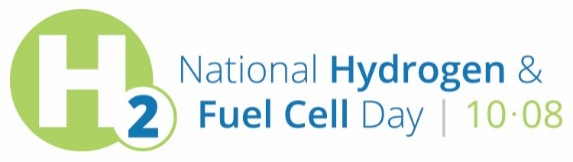 H2
National Hydrogen &
Fuel Cell Day | 10·08